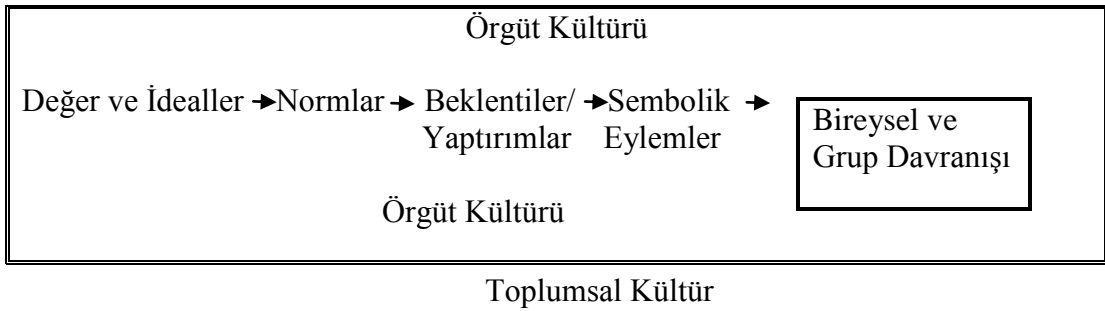 Örgüt Kültürü
Değer ve İdealler Normlar Beklentiler/ Sembolik
Yaptırımlar Eylemler
Bireysel ve
Grup Davranışı
Örgüt Kültürü
Toplumsal Kültür